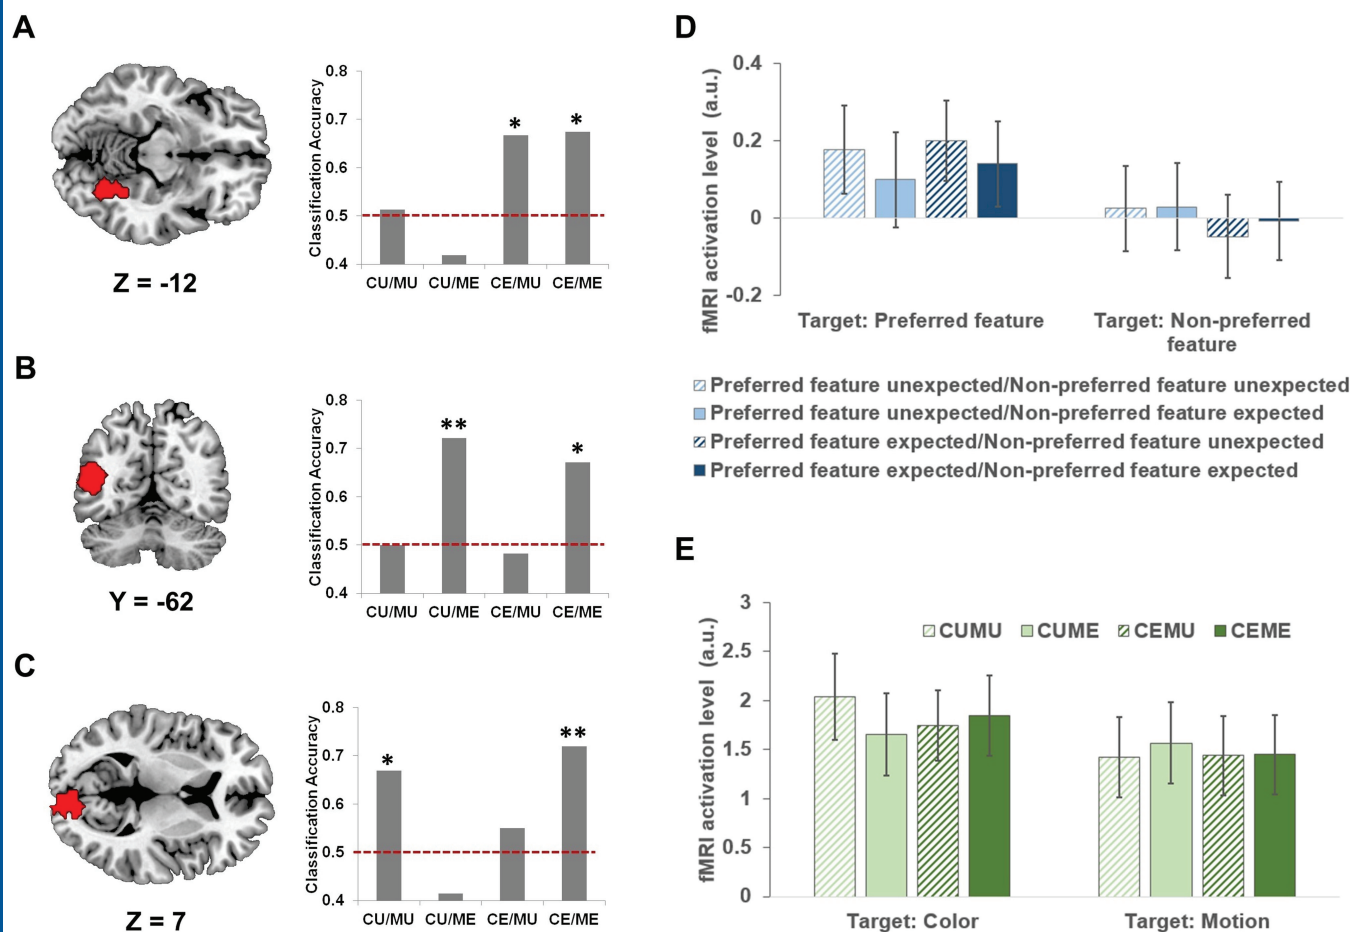 A
Z = -12
Classification Accuracy
0.8
0.7
0.6
0.5
0.4
*
*
CU/MU
CU/ME
CE/MU
CE/ME
B
Y = -62
Classification Accuracy
0.8
0.7
0.6
0.5
0.4
**
*
CU/MU
CU/ME
CE/MU
CE/ME
C
Z = 7
Classification Accuracy
0.8
0.7
0.6
0.5
0.4
*
**
CU/MU
CU/ME
CE/MU
CE/ME
D
fMRI activation level (a.u.)
0.4
0.2
0
-0.2
Target: Preferred feature
Target: Non-preferred
feature
Preferred feature unexpected/Non-preferred feature unexpected
Preferred feature unexpected/Non-preferred feature expected
Preferred feature expected/Non-preferred feature unexpected
Preferred feature expected/Non-preferred feature expected
E
fMRI activation level (a.u.)
3
2.5
2
1.5
1
0.5
0
CUMU
CUME
CEMU
CEME
Target: Color
Target: Motion